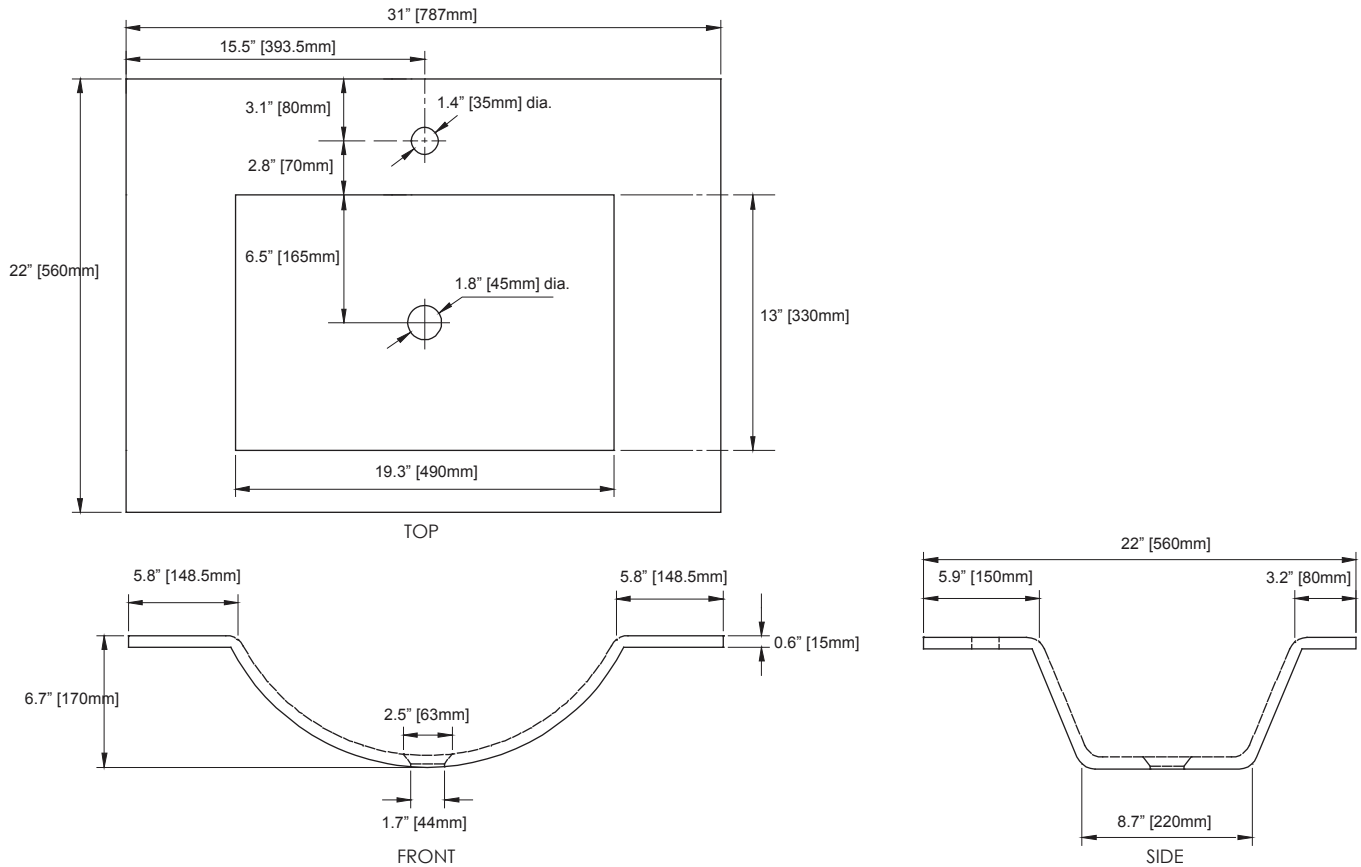 31” [787mm]
15.5” [393.5mm]
3.1” [80mm]
1.4” [35mm] dia.
2.8” [70mm]
6.5” [165mm]
22” [560mm]
1.8” [45mm] dia.
13” [330mm]
19.3” [490mm]
TOP
5.8” [148.5mm]
5.8” [148.5mm]
0.6” [15mm]
6.7” [170mm]
2.5” [63mm]
1.7” [44mm]
FRONT
22” [560mm]
5.9” [150mm]
3.2” [80mm]
8.7” [220mm]
SIDE